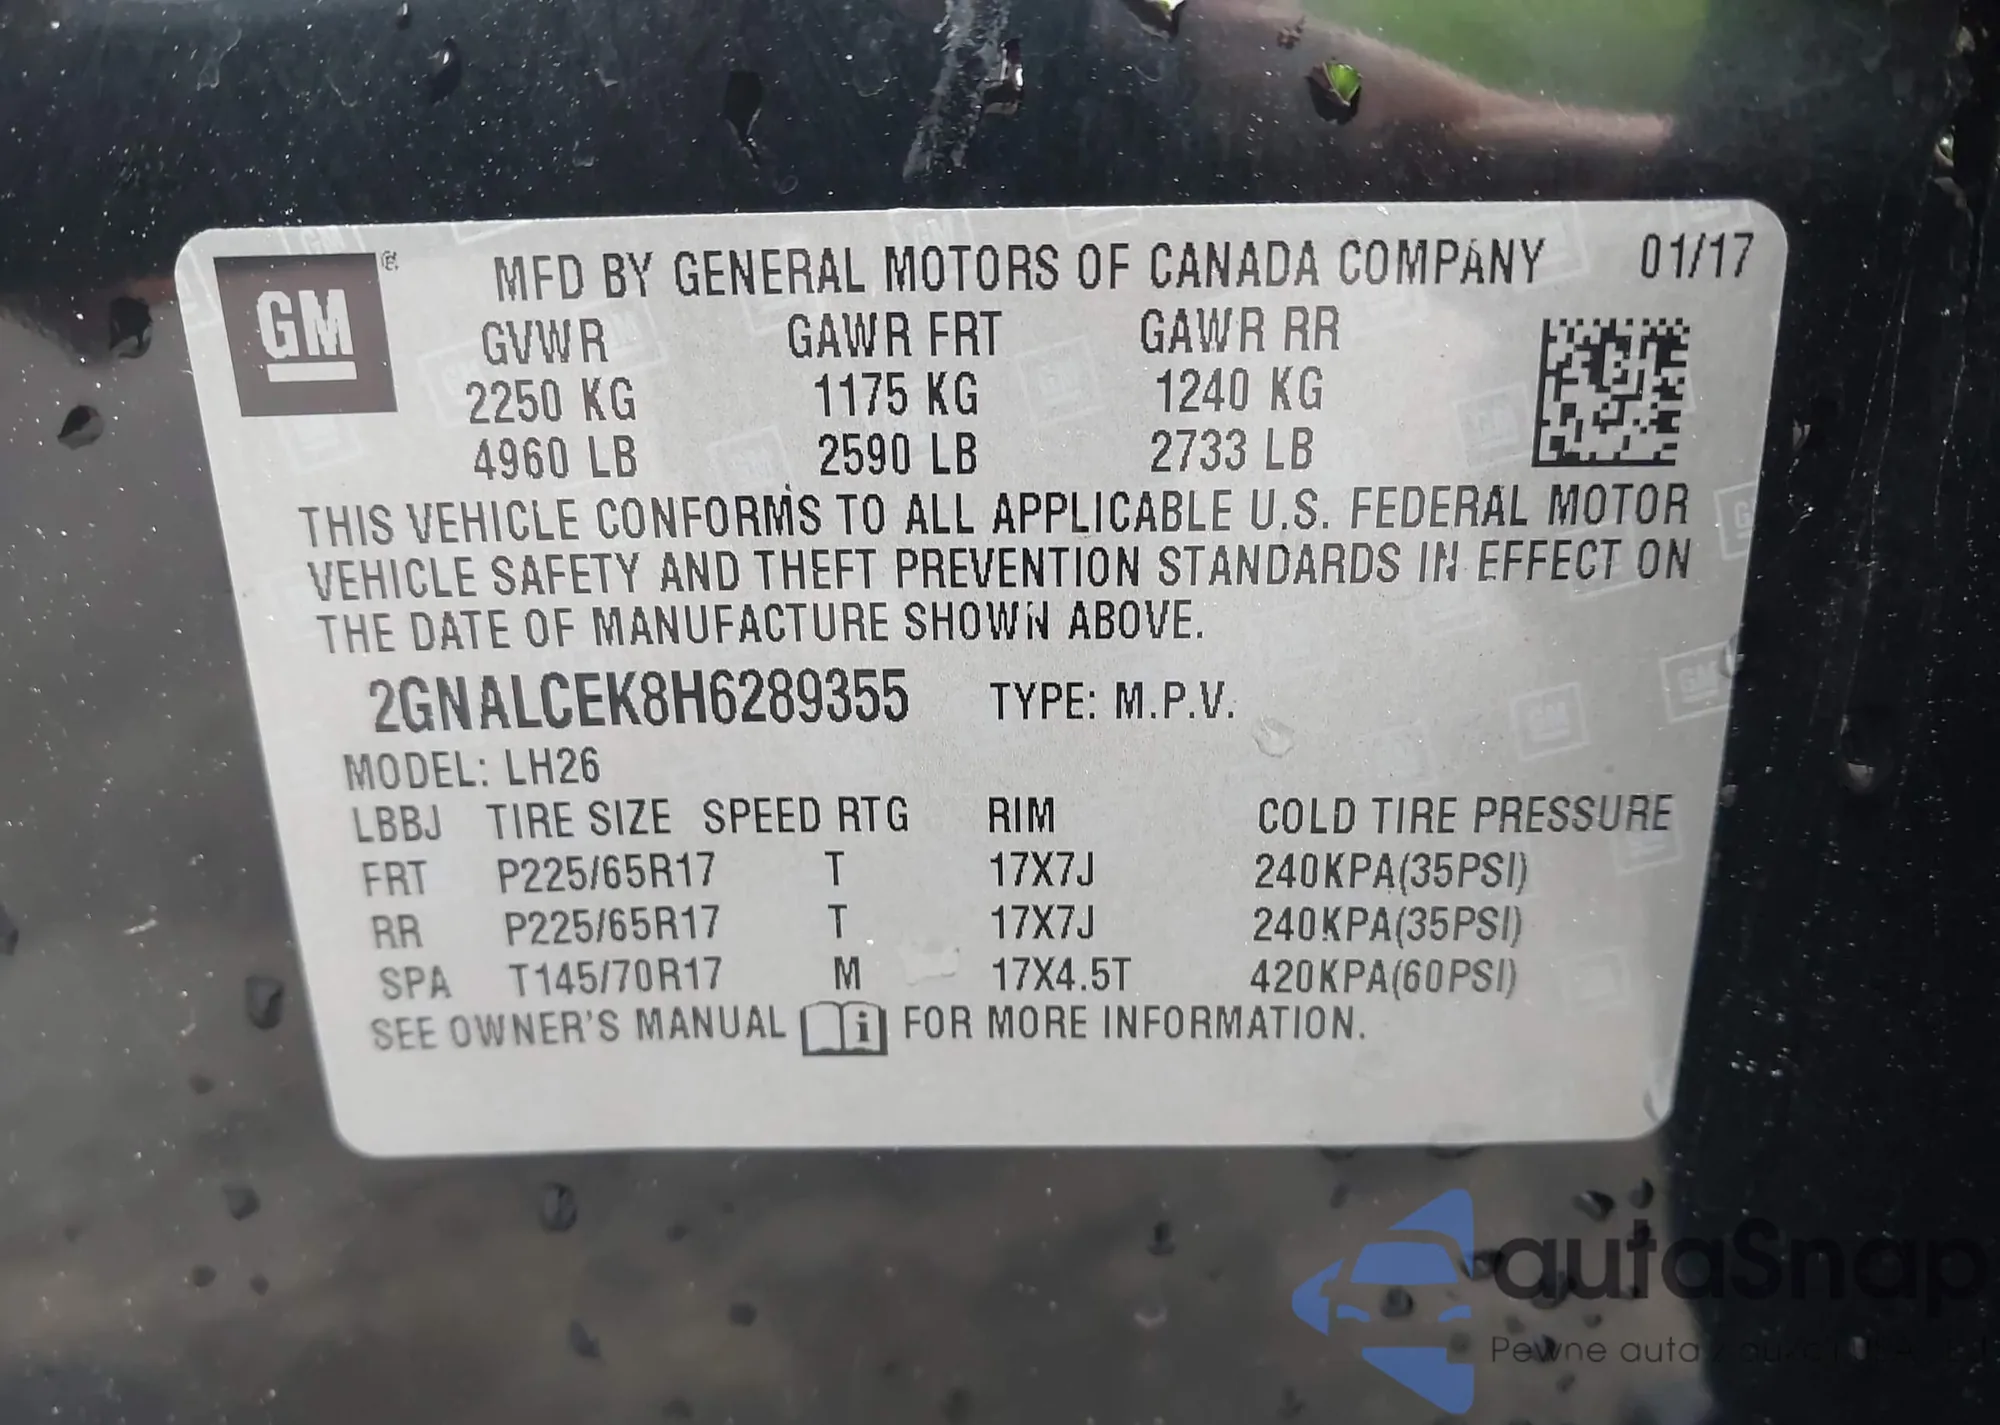 GM
MFD BY GENERAL MOTORS OF CANADA COMPANY 01/17
GVWR GAWR FRT GAWR RR
2250 KG 1175 KG 1240 KG
4960 LB 2590 LB 2733 LB
THIS VEHICLE CONFORMS TO ALL APPLICABLE U.S. FEDERAL MOTOR
VEHICLE SAFETY AND THEFT PREVENTION STANDARDS IN EFFECT ON
THE DATE OF MANUFACTURE SHOWN ABOVE.
2GNALCEK8H6289355 TYPE: M.P.V.
MODEL: LH26
LBBJ TIRE SIZE SPEED RTG RIM COLD TIRE PRESSURE
FRT P225/65R17 T 17X7J 240KPA(35PSI)
RR P225/65R17 T 17X7J 240KPA(35PSI)
SPA T145/70R17 M 17X4.5T 420KPA(60PSI)
SEE OWNER'S MANUAL i FOR MORE INFORMATION.
autaSnap
Pewne auta z